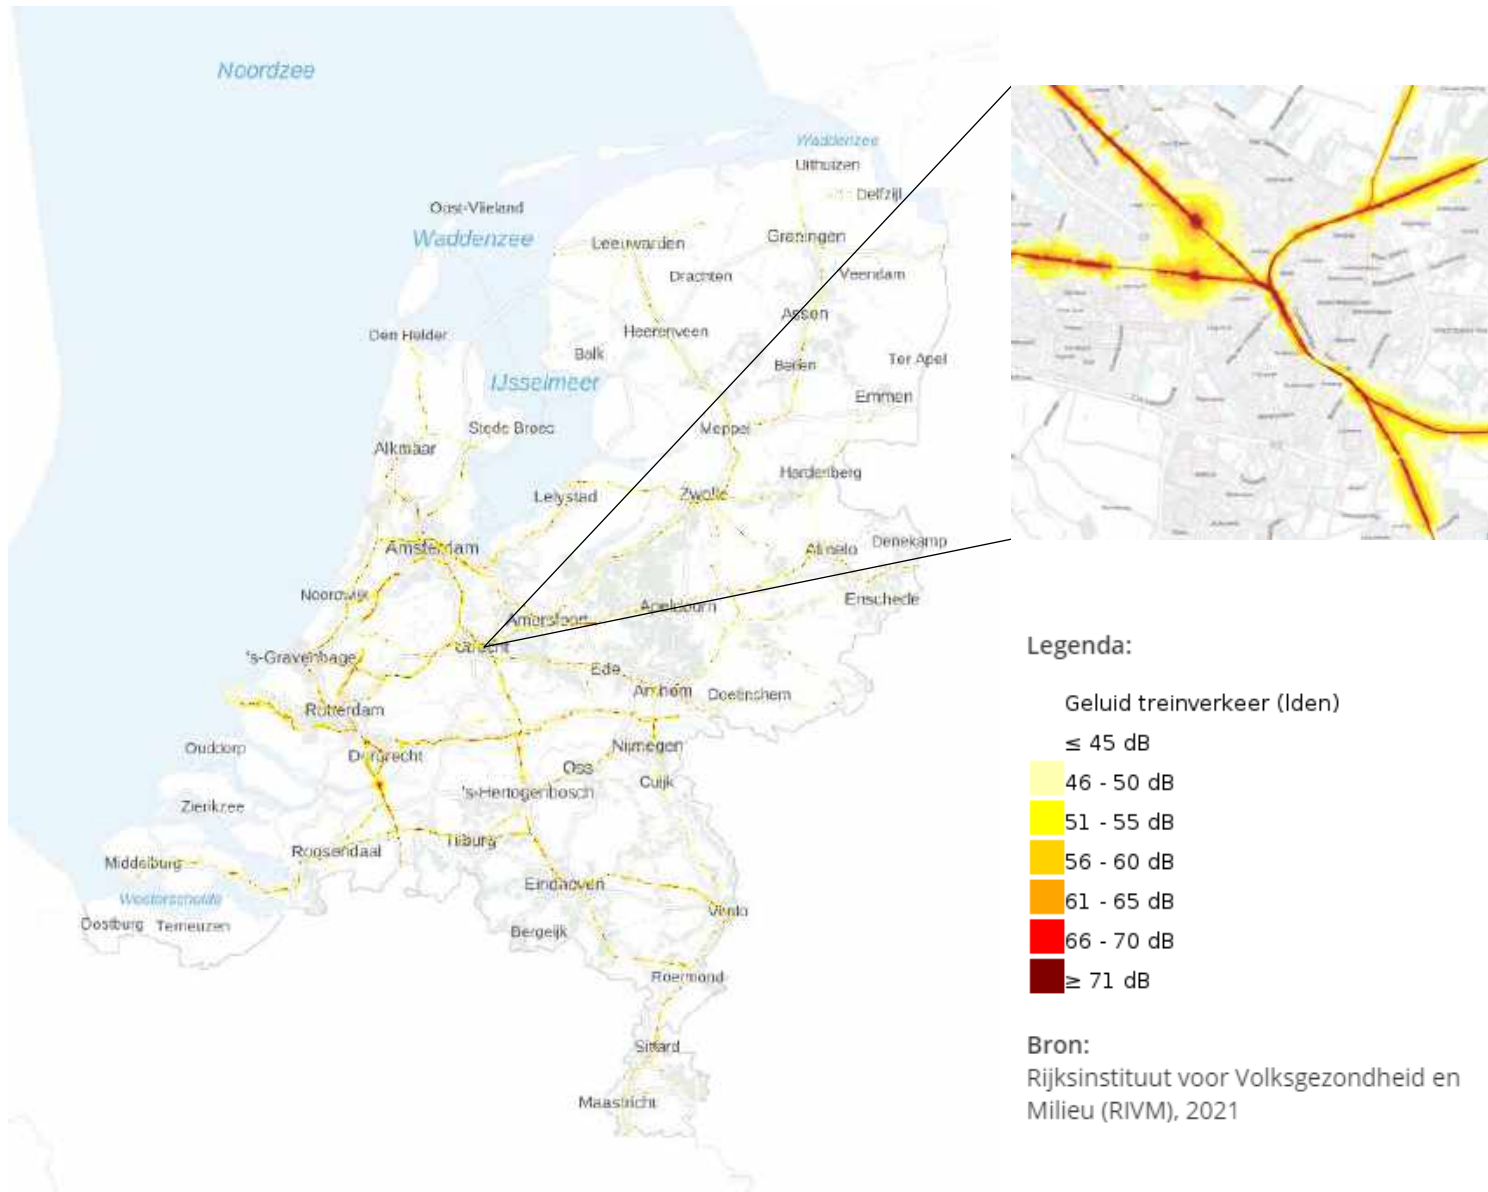 Noordzee
Waddenzee
Uithuizen
Delfzijl
Oost-Vlieland
Waddenzee
Leeuwarden
Groningen
Drachten
Veendam
Assen
Den Helder
Heerenveen
Balk
Beilen
Ter Apel
IJsselmeer
Emmen
Stede Broec
Meppel
Alkmaar
Hardenberg
Lelystad
Zwolle
Amsterdam
Almelo
Denekamp
Noordwijk
Apeldoorn
Enschede
Amersfoort
Utrecht
's-Gravenhage
Ede
Arnhem
Doetinchem
Rotterdam
Ouddorp
Dordrecht
Nijmegen
Oss
Cuijk
Zierikzee
's-Hertogenbosch
Tilburg
Roosendaal
Middelburg
Eindhoven
Westerschelde
Venlo
Oostburg
Terneuzen
Bergeijk
Roermond
Sittard
Maastricht
Legenda:
Geluid treinverkeer (lden)
≤ 45 dB
46 - 50 dB
51 - 55 dB
56 - 60 dB
61 - 65 dB
66 - 70 dB
≥ 71 dB
Bron:
Rijksinstituut voor Volksgezondheid en
Milieu (RIVM), 2021